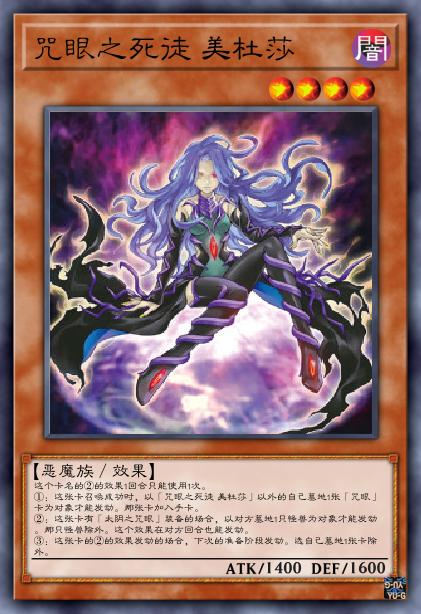 咒眼之死徒 美杜莎
闇
【恶魔族／效果】
这个卡名的②的效果1回合只能使用1次。
①：这张卡召唤成功时，以「咒眼之死徒 美杜莎」以外的自己墓地1张「咒眼」
卡为对象才能发动。那张卡加入手卡。
②：这张卡有「太阴之咒眼」装备的场合，以对方墓地1只怪兽为对象才能发动
。那只怪兽除外。这个效果在对方回合也能发动。
③：这张卡的②的效果发动的场合，下次的准备阶段发动。选自己墓地1张卡除
外。
ATK/1400 DEF/1600